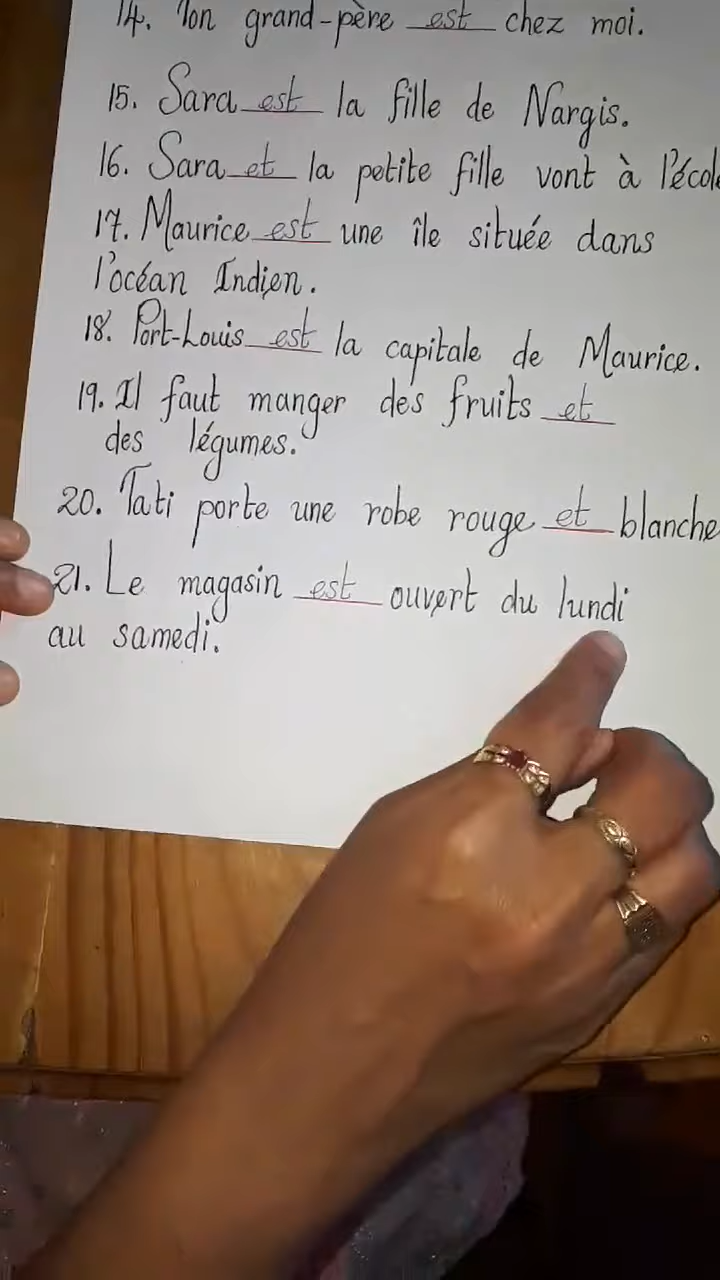 14. Ton grand-père est chez moi.
15. Sara est la fille de Nargis.
16. Sara et la petite fille vont à l'école
17. Maurice est une île située dans
l'océan Indien.
18. Port-Louis est la capitale de Maurice.
19. Il faut manger des fruits et
des légumes.
20. Tati porte une robe rouge et blanche
21. Le magasin est ouvert du lundi
au samedi.